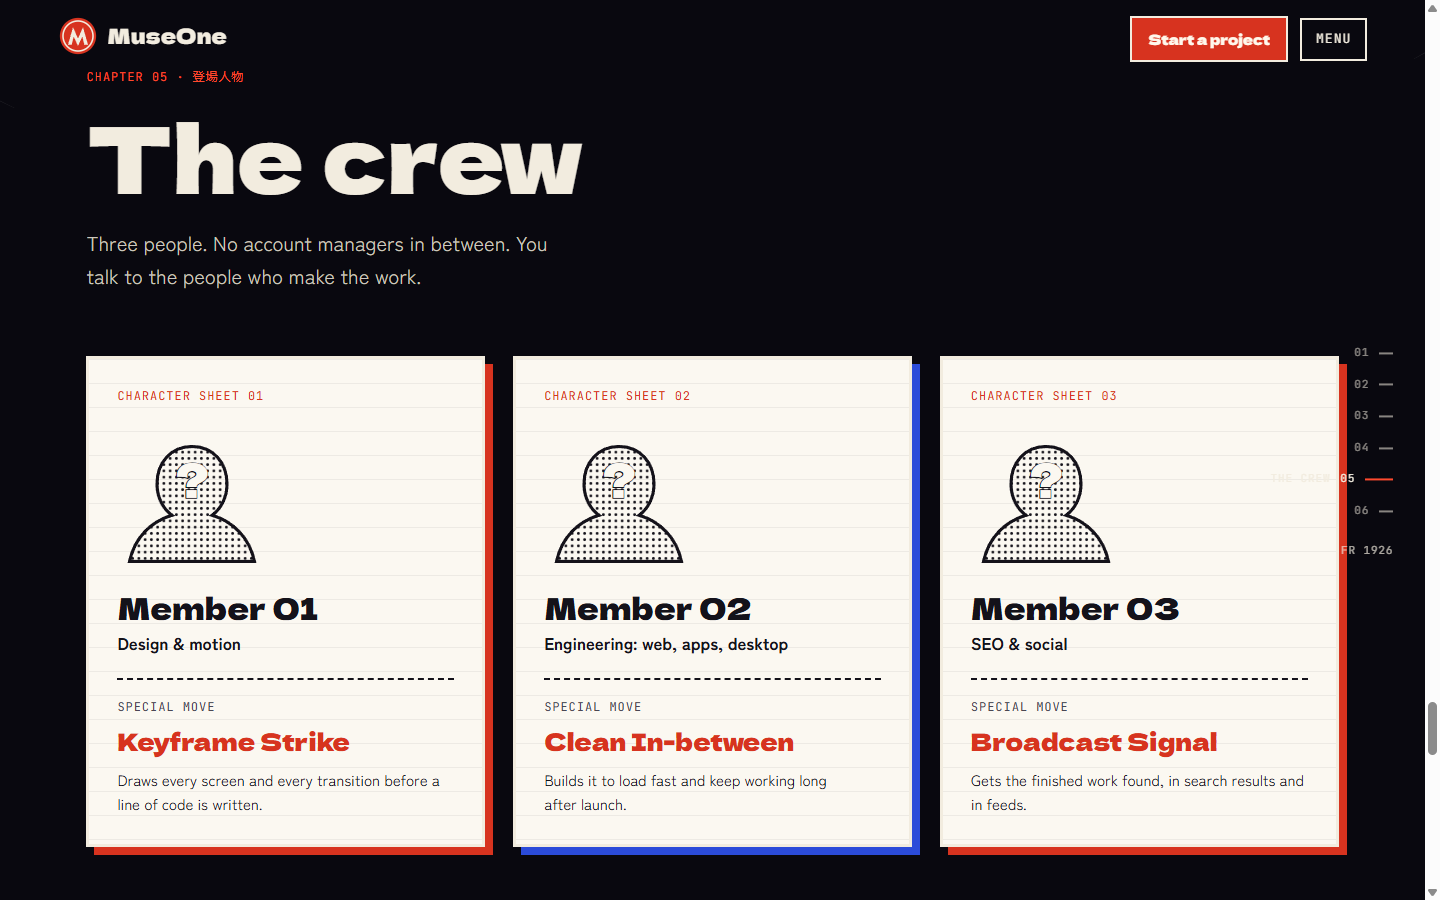 M MuseOne
Start a project
MENU
CHAPTER 05 · 登場人物
The crew
Three people. No account managers in between. You
talk to the people who make the work.
CHARACTER SHEET 01
?
Member 01
Design & motion
SPECIAL MOVE
Keyframe Strike
Draws every screen and every transition before a
line of code is written.
CHARACTER SHEET 02
?
Member 02
Engineering: web, apps, desktop
SPECIAL MOVE
Clean In-between
Builds it to load fast and keep working long
after launch.
CHARACTER SHEET 03
?
Member 03
SEO & social
SPECIAL MOVE
Broadcast Signal
Gets the finished work found, in search results and
in feeds.
01
02
03
04
THE CREW 05
06
FR 1926